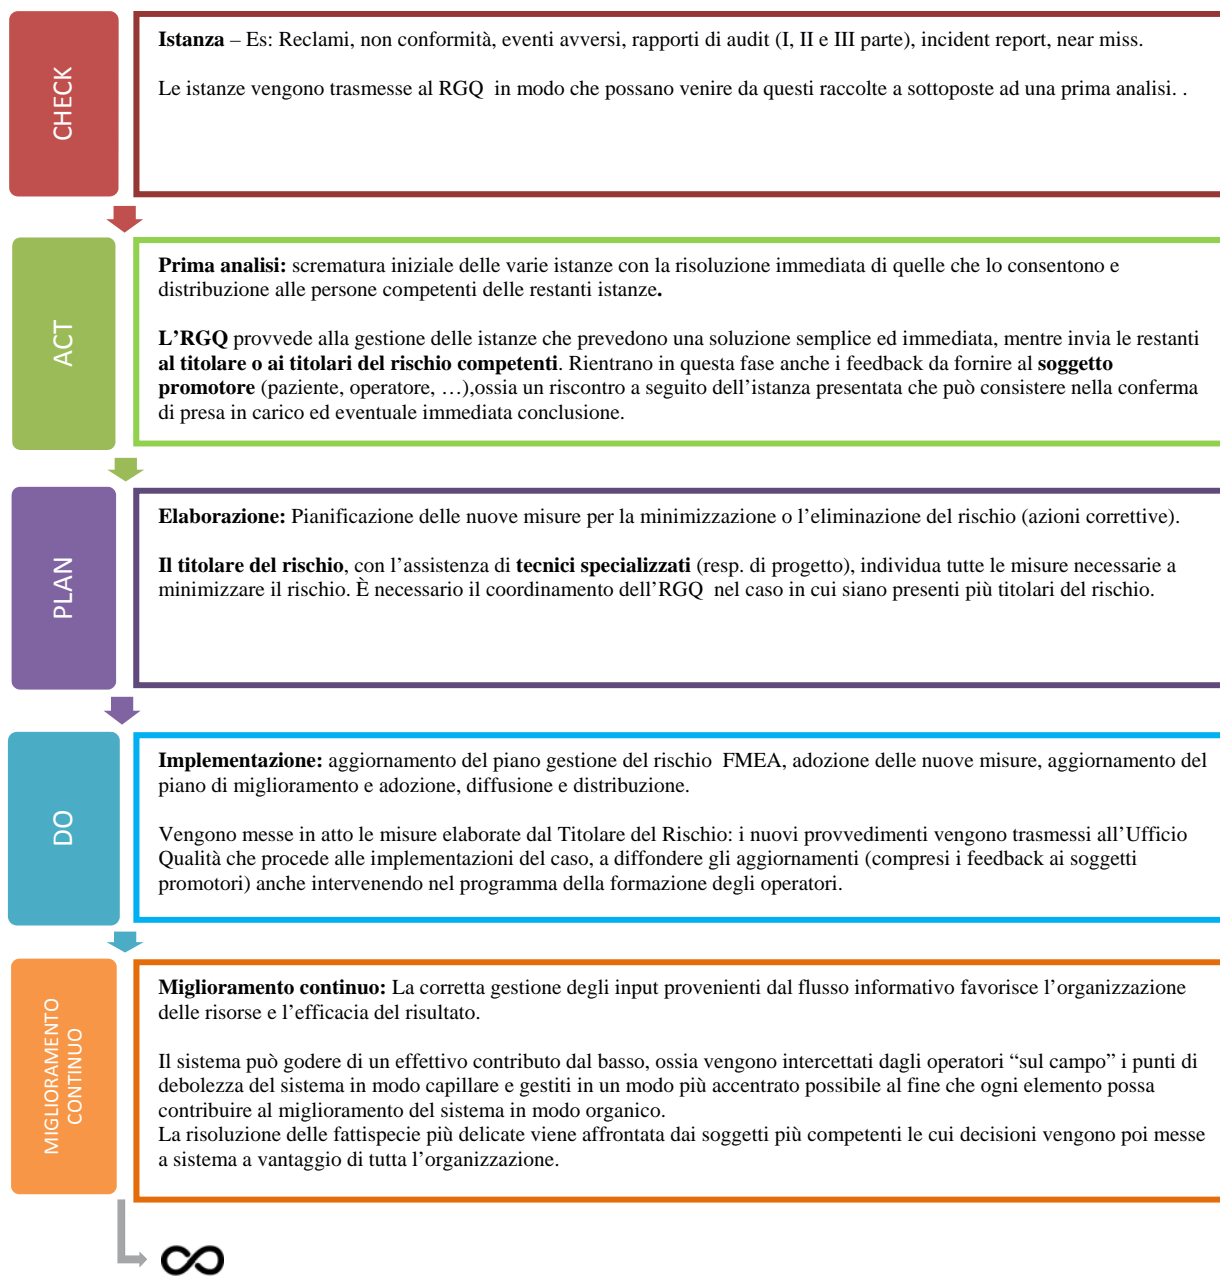 CHECK
Istanza – Es: Reclami, non conformità, eventi avversi, rapporti di audit (I, II e III parte), incident report, near miss.
Le istanze vengono trasmesse al RGQ in modo che possano venire da questi raccolte a sottoposte ad una prima analisi. .
ACT
Prima analisi: scrematura iniziale delle varie istanze con la risoluzione immediata di quelle che lo consentono e
distribuzione alle persone competenti delle restanti istanze.
L’RGQ provvede alla gestione delle istanze che prevedono una soluzione semplice ed immediata, mentre invia le restanti
al titolare o ai titolari del rischio competenti. Rientrano in questa fase anche i feedback da fornire al soggetto
promotore (paziente, operatore, …),ossia un riscontro a seguito dell’istanza presentata che può consistere nella conferma
di presa in carico ed eventuale immediata conclusione.
PLAN
Elaborazione: Pianificazione delle nuove misure per la minimizzazione o l’eliminazione del rischio (azioni correttive).
Il titolare del rischio, con l’assistenza di tecnici specializzati (resp. di progetto), individua tutte le misure necessarie a
minimizzare il rischio. È necessario il coordinamento dell’RGQ nel caso in cui siano presenti più titolari del rischio.
DO
Implementazione: aggiornamento del piano gestione del rischio FMEA, adozione delle nuove misure, aggiornamento del
piano di miglioramento e adozione, diffusione e distribuzione.
Vengono messe in atto le misure elaborate dal Titolare del Rischio: i nuovi provvedimenti vengono trasmessi all’Ufficio
Qualità che procede alle implementazioni del caso, a diffondere gli aggiornamenti (compresi i feedback ai soggetti
promotori) anche intervenendo nel programma della formazione degli operatori.
MIGLIORAMENTO
CONTINUO
Miglioramento continuo: La corretta gestione degli input provenienti dal flusso informativo favorisce l’organizzazione
delle risorse e l’efficacia del risultato.
Il sistema può godere di un effettivo contributo dal basso, ossia vengono intercettati dagli operatori “sul campo” i punti di
debolezza del sistema in modo capillare e gestiti in un modo più accentrato possibile al fine che ogni elemento possa
contribuire al miglioramento del sistema in modo organico.
La risoluzione delle fattispecie più delicate viene affrontata dai soggetti più competenti le cui decisioni vengono poi messe
a sistema a vantaggio di tutta l’organizzazione.
∞